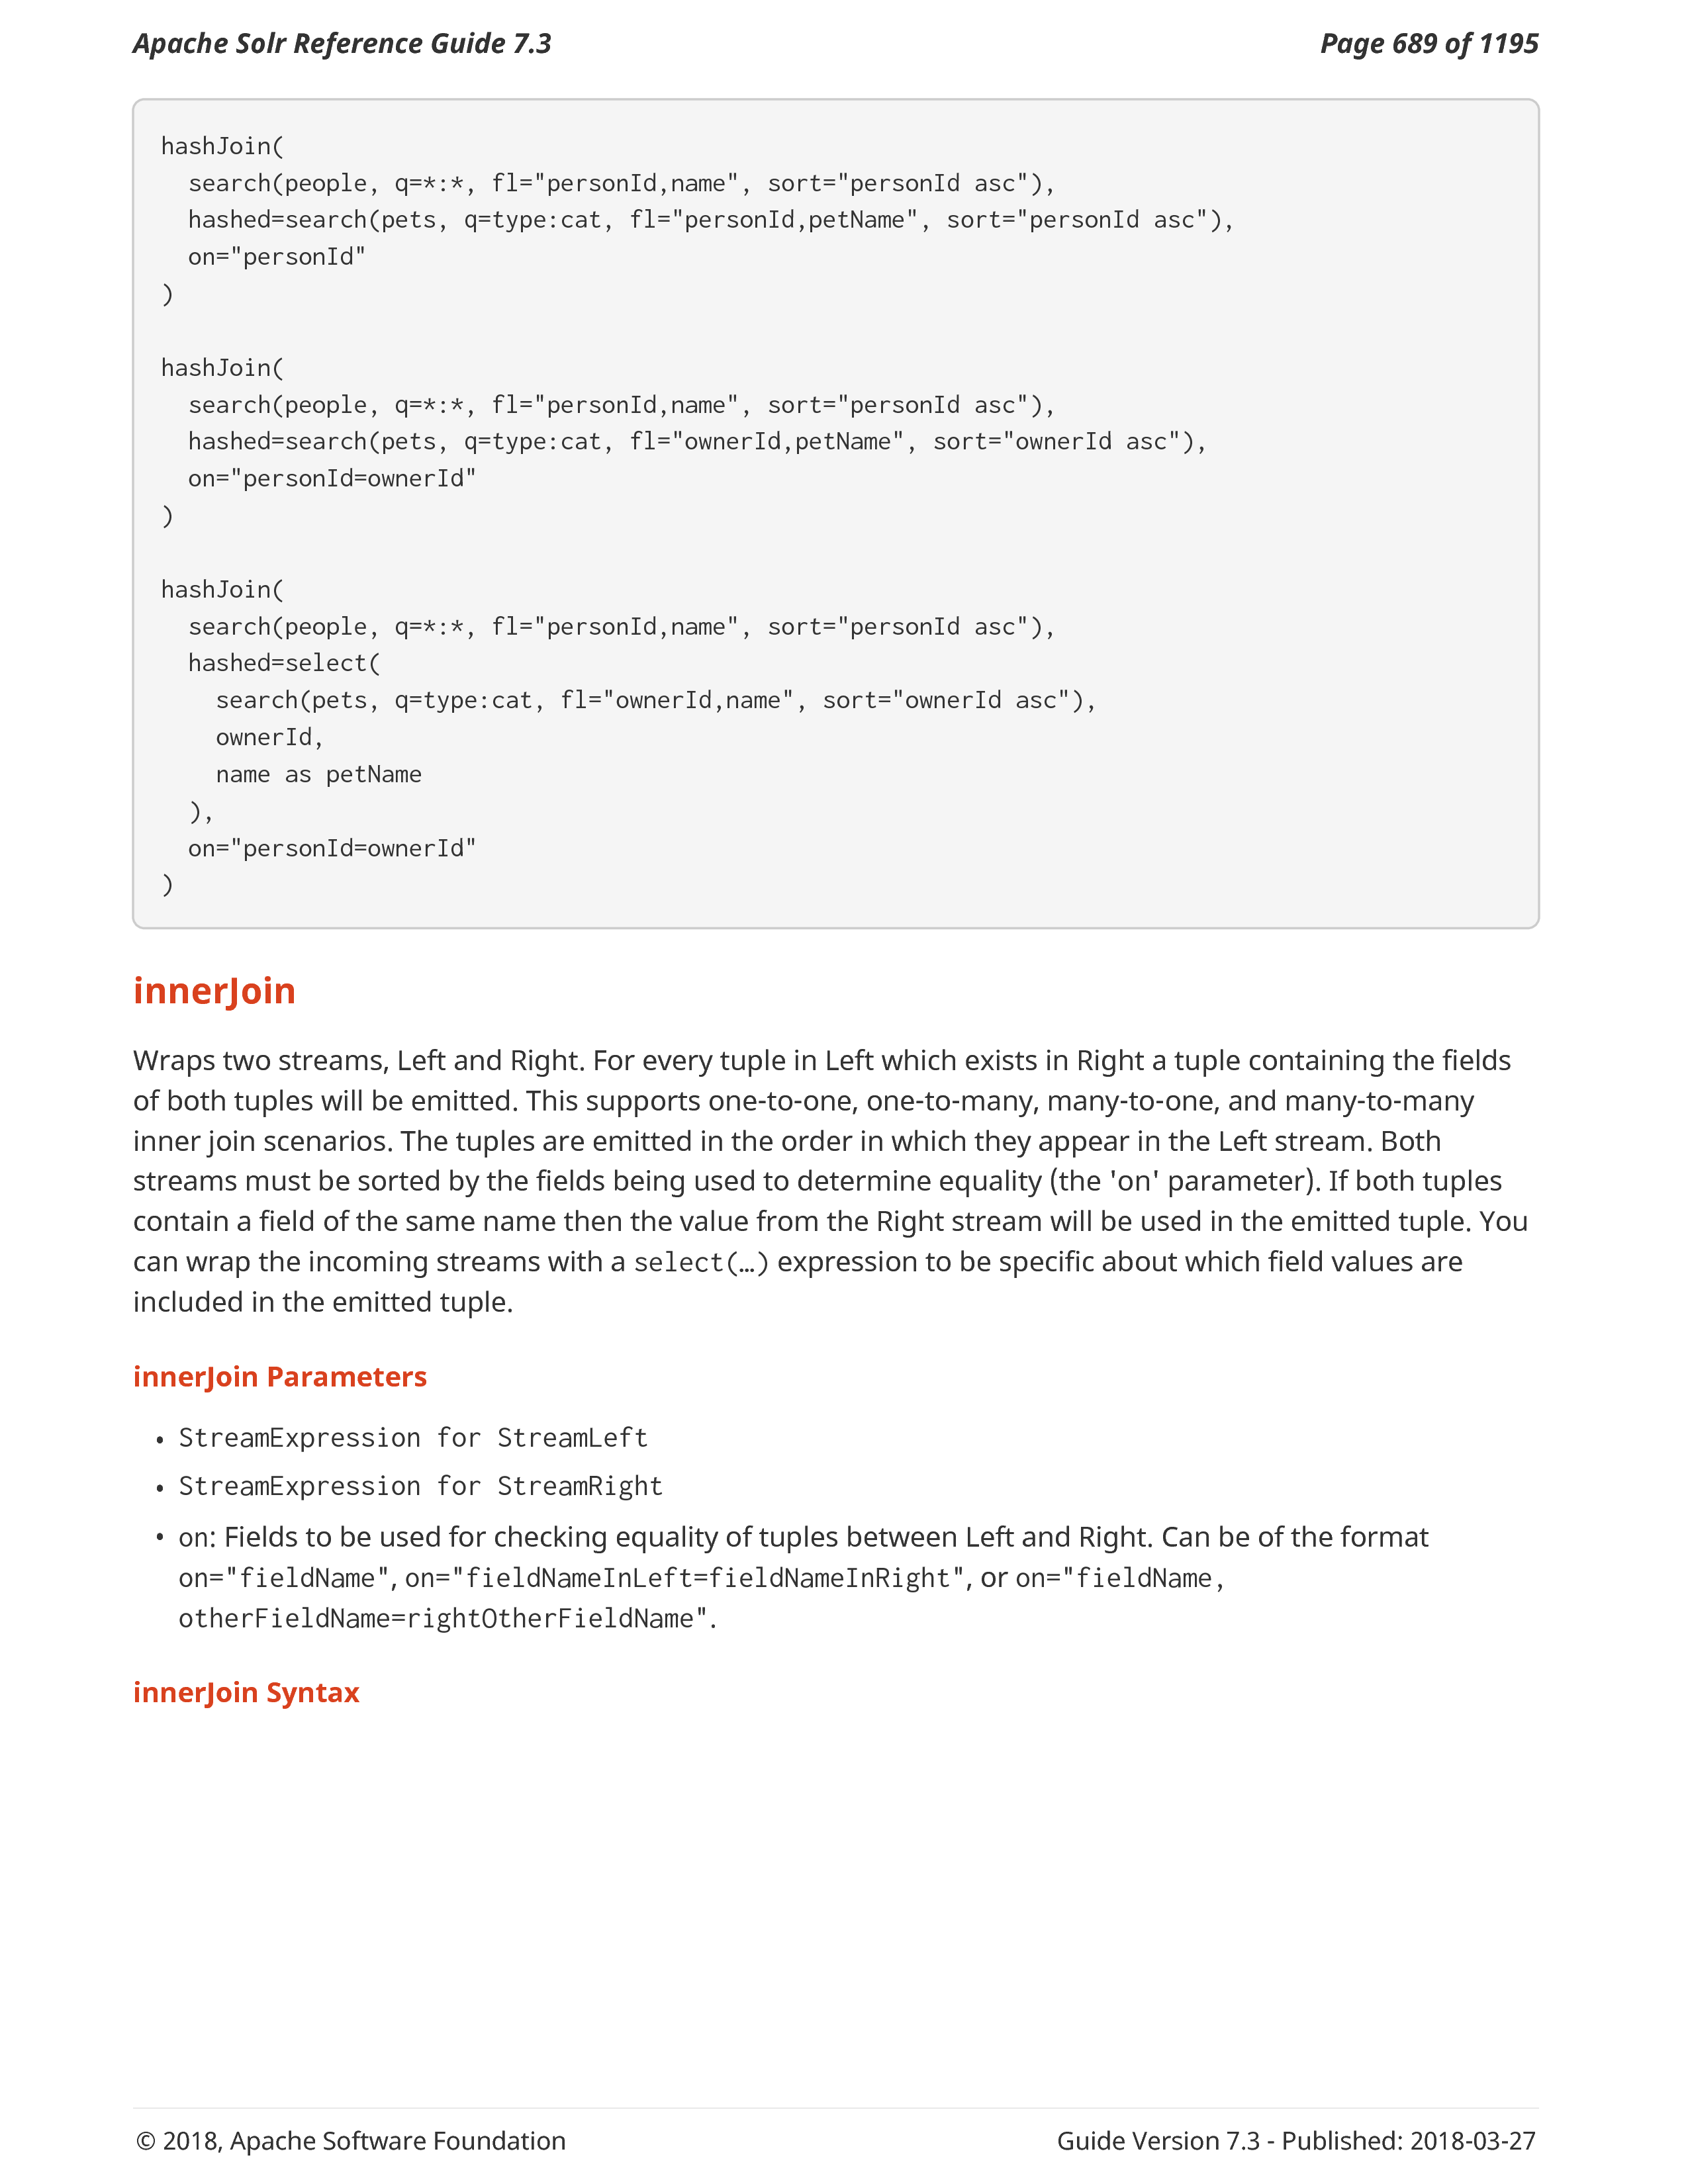 Apache Solr Reference Guide 7.3 Page 689 of 1195
hashJoin(
  search(people, q=*:*, fl="personId,name", sort="personId asc"),
  hashed=search(pets, q=type:cat, fl="personId,petName", sort="personId asc"),
  on="personId"
)

hashJoin(
  search(people, q=*:*, fl="personId,name", sort="personId asc"),
  hashed=search(pets, q=type:cat, fl="ownerId,petName", sort="ownerId asc"),
  on="personId=ownerId"
)

hashJoin(
  search(people, q=*:*, fl="personId,name", sort="personId asc"),
  hashed=select(
    search(pets, q=type:cat, fl="ownerId,name", sort="ownerId asc"),
    ownerId,
    name as petName
  ),
  on="personId=ownerId"
)
innerJoin
Wraps two streams, Left and Right. For every tuple in Left which exists in Right a tuple containing the fields
of both tuples will be emitted. This supports one-to-one, one-to-many, many-to-one, and many-to-many
inner join scenarios. The tuples are emitted in the order in which they appear in the Left stream. Both
streams must be sorted by the fields being used to determine equality (the 'on' parameter). If both tuples
contain a field of the same name then the value from the Right stream will be used in the emitted tuple. You
can wrap the incoming streams with a select(…) expression to be specific about which field values are
included in the emitted tuple.
innerJoin Parameters
• StreamExpression for StreamLeft
• StreamExpression for StreamRight
• on: Fields to be used for checking equality of tuples between Left and Right. Can be of the format
on="fieldName", on="fieldNameInLeft=fieldNameInRight", or on="fieldName,
otherFieldName=rightOtherFieldName".
innerJoin Syntax
© 2018, Apache Software Foundation Guide Version 7.3 - Published: 2018-03-27